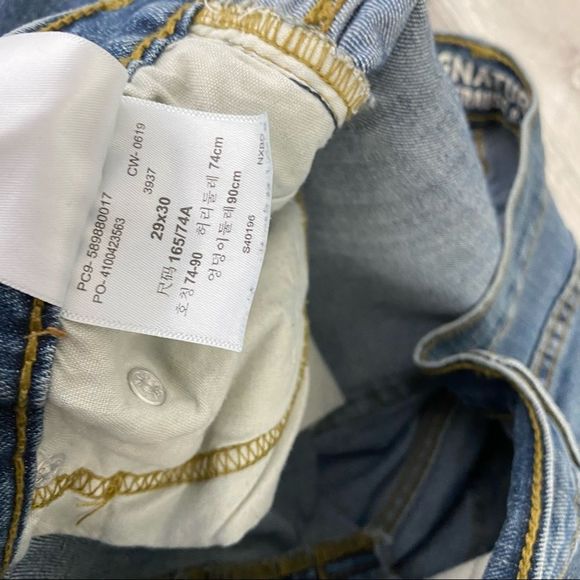 PC9- 589880017
PO-4100423563
CW- 0619
3937
29x30
尺码 165/74A
호칭 74-90 허리둘레 74cm
엉덩이둘레 90cm
S40196